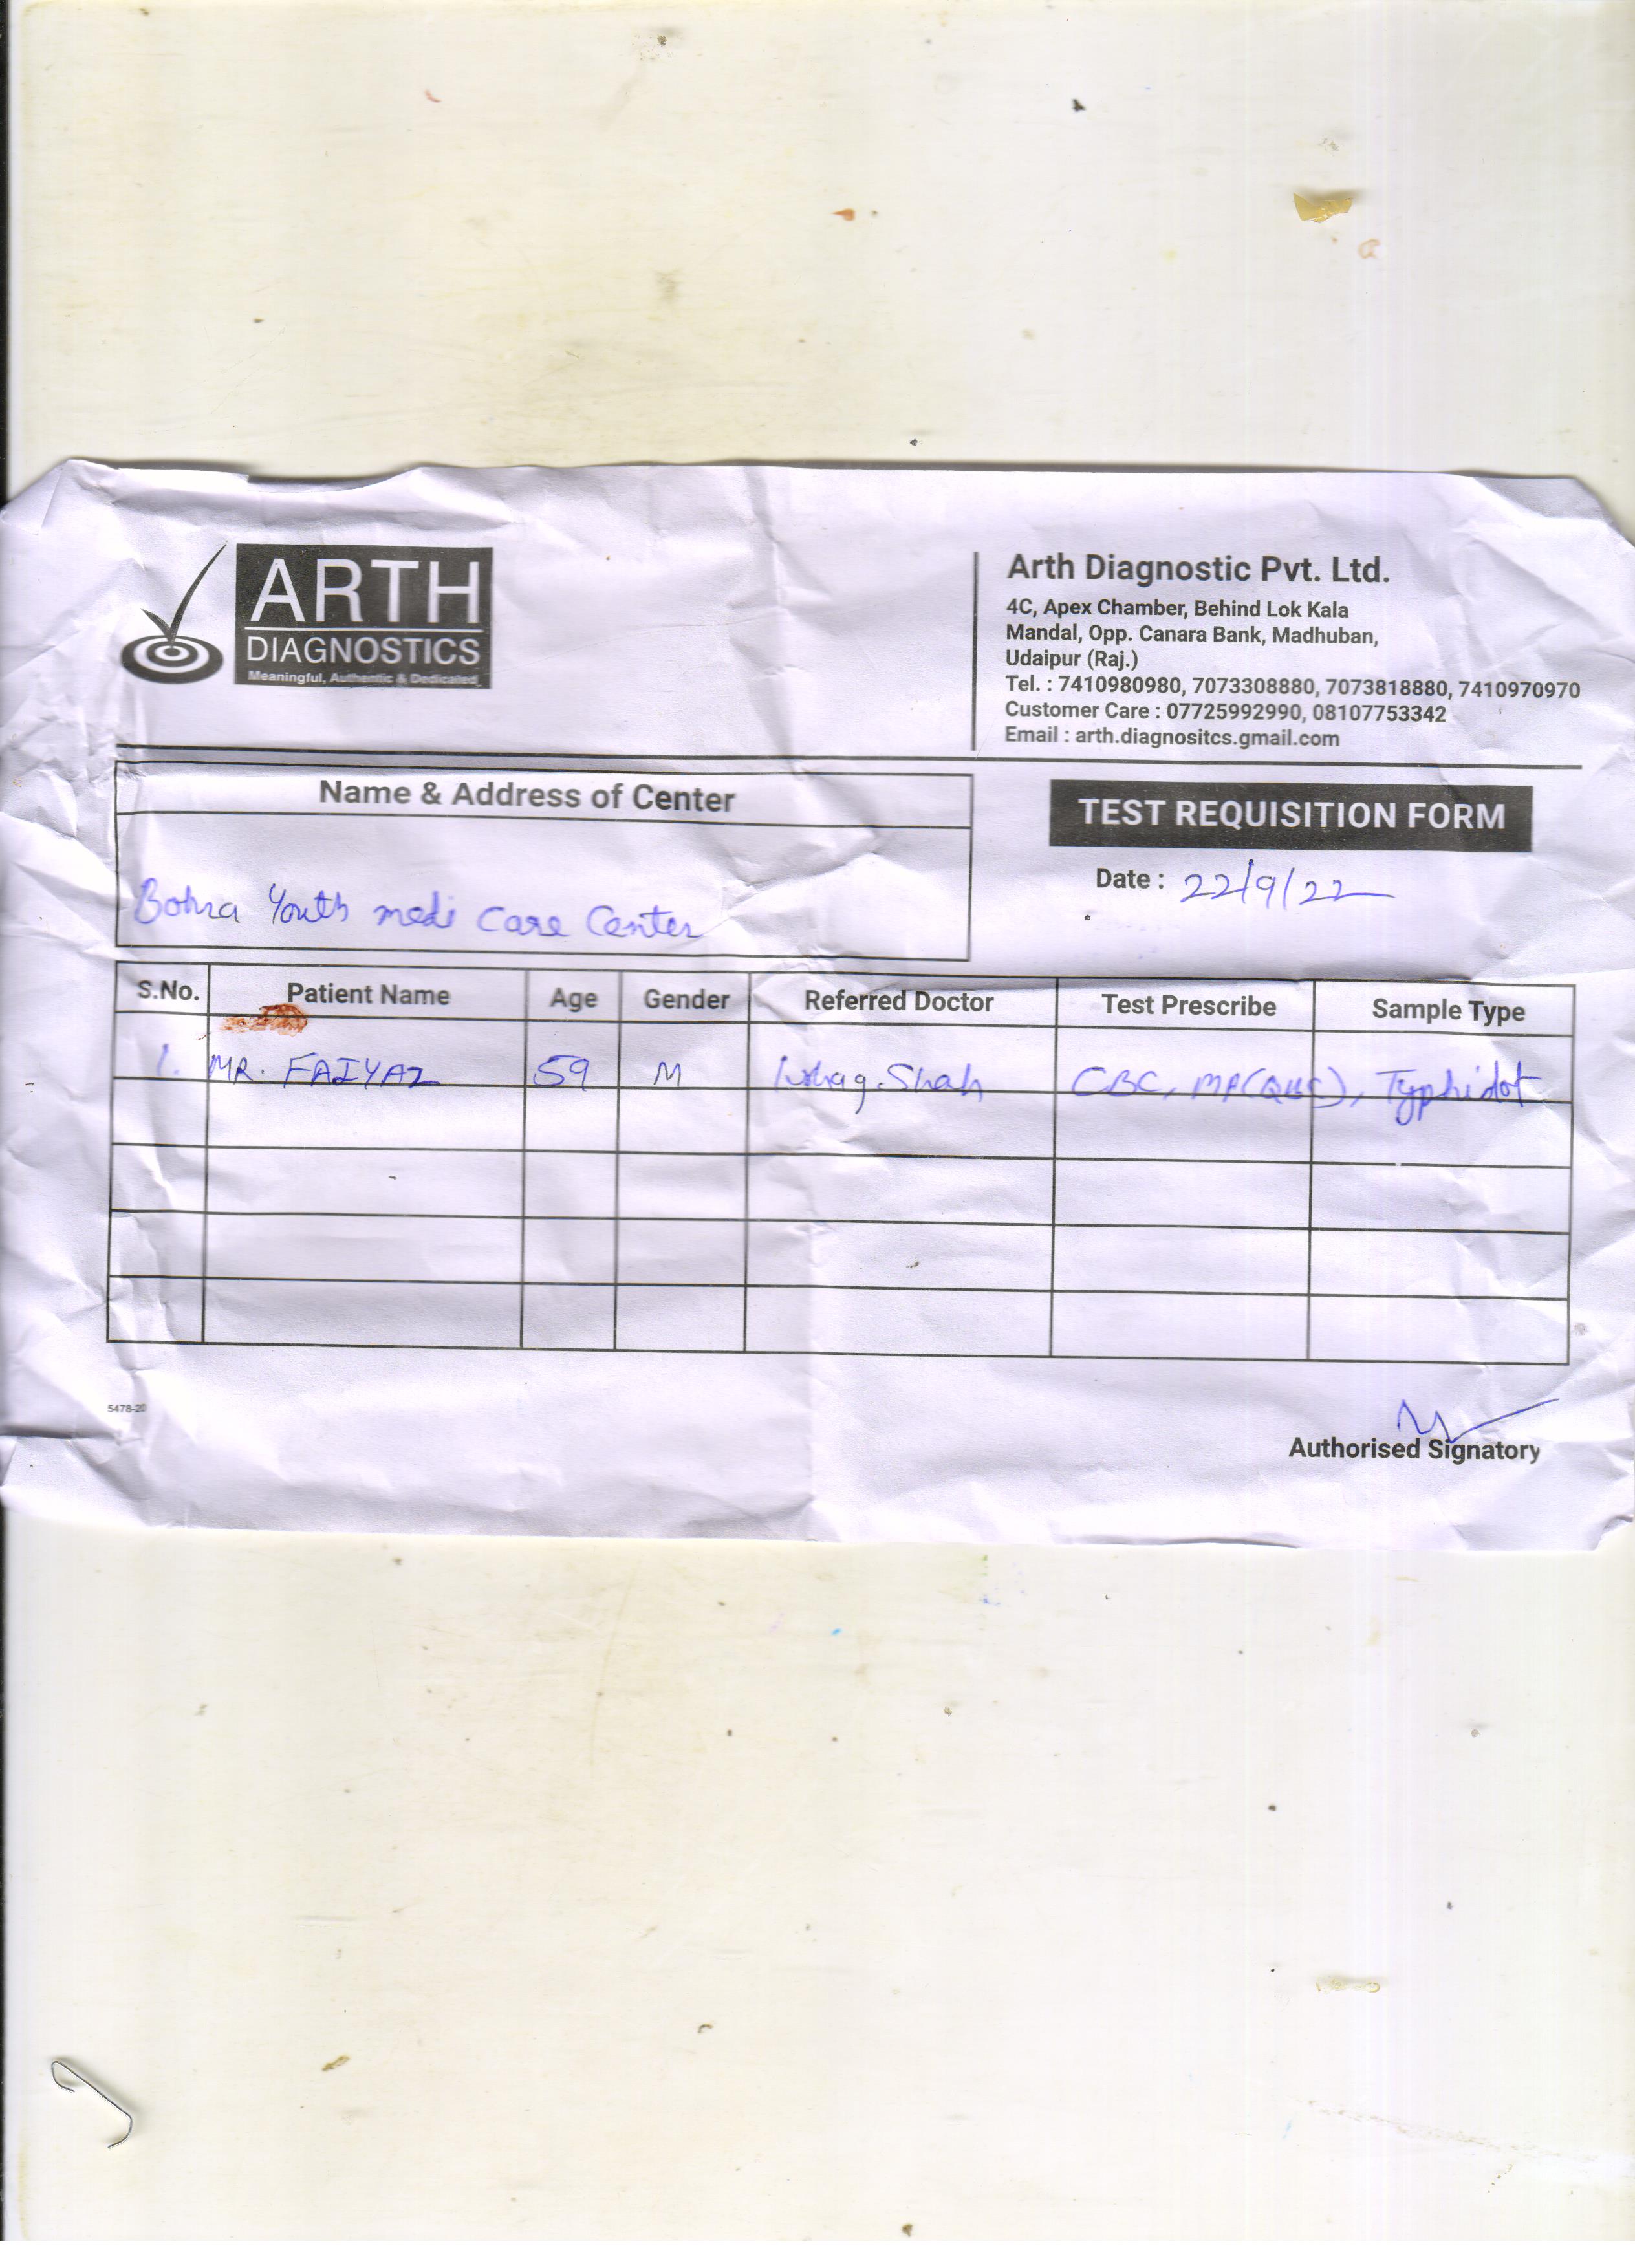 ARTH
DIAGNOSTICS
Meaningful, Authentic & Dedicated
Arth Diagnostic Pvt. Ltd.
4C, Apex Chamber, Behind Lok Kala
Mandal, Opp. Canara Bank, Madhuban,
Udaipur (Raj.)
Tel. : 7410980980, 7073308880, 7073818880, 7410970970
Customer Care : 07725992990, 08107753342
Email : arth.diagnositcs.gmail.com
Name & Address of Center
Bohra Youth medi care Center
TEST REQUISITION FORM
Date : 22/9/22
S.No. Patient Name Age Gender Referred Doctor Test Prescribe Sample Type
1. MR. FAIYAZ 59 M Shah CBC, MP(QBC), Typhidot
5478-20
Authorised Signatory